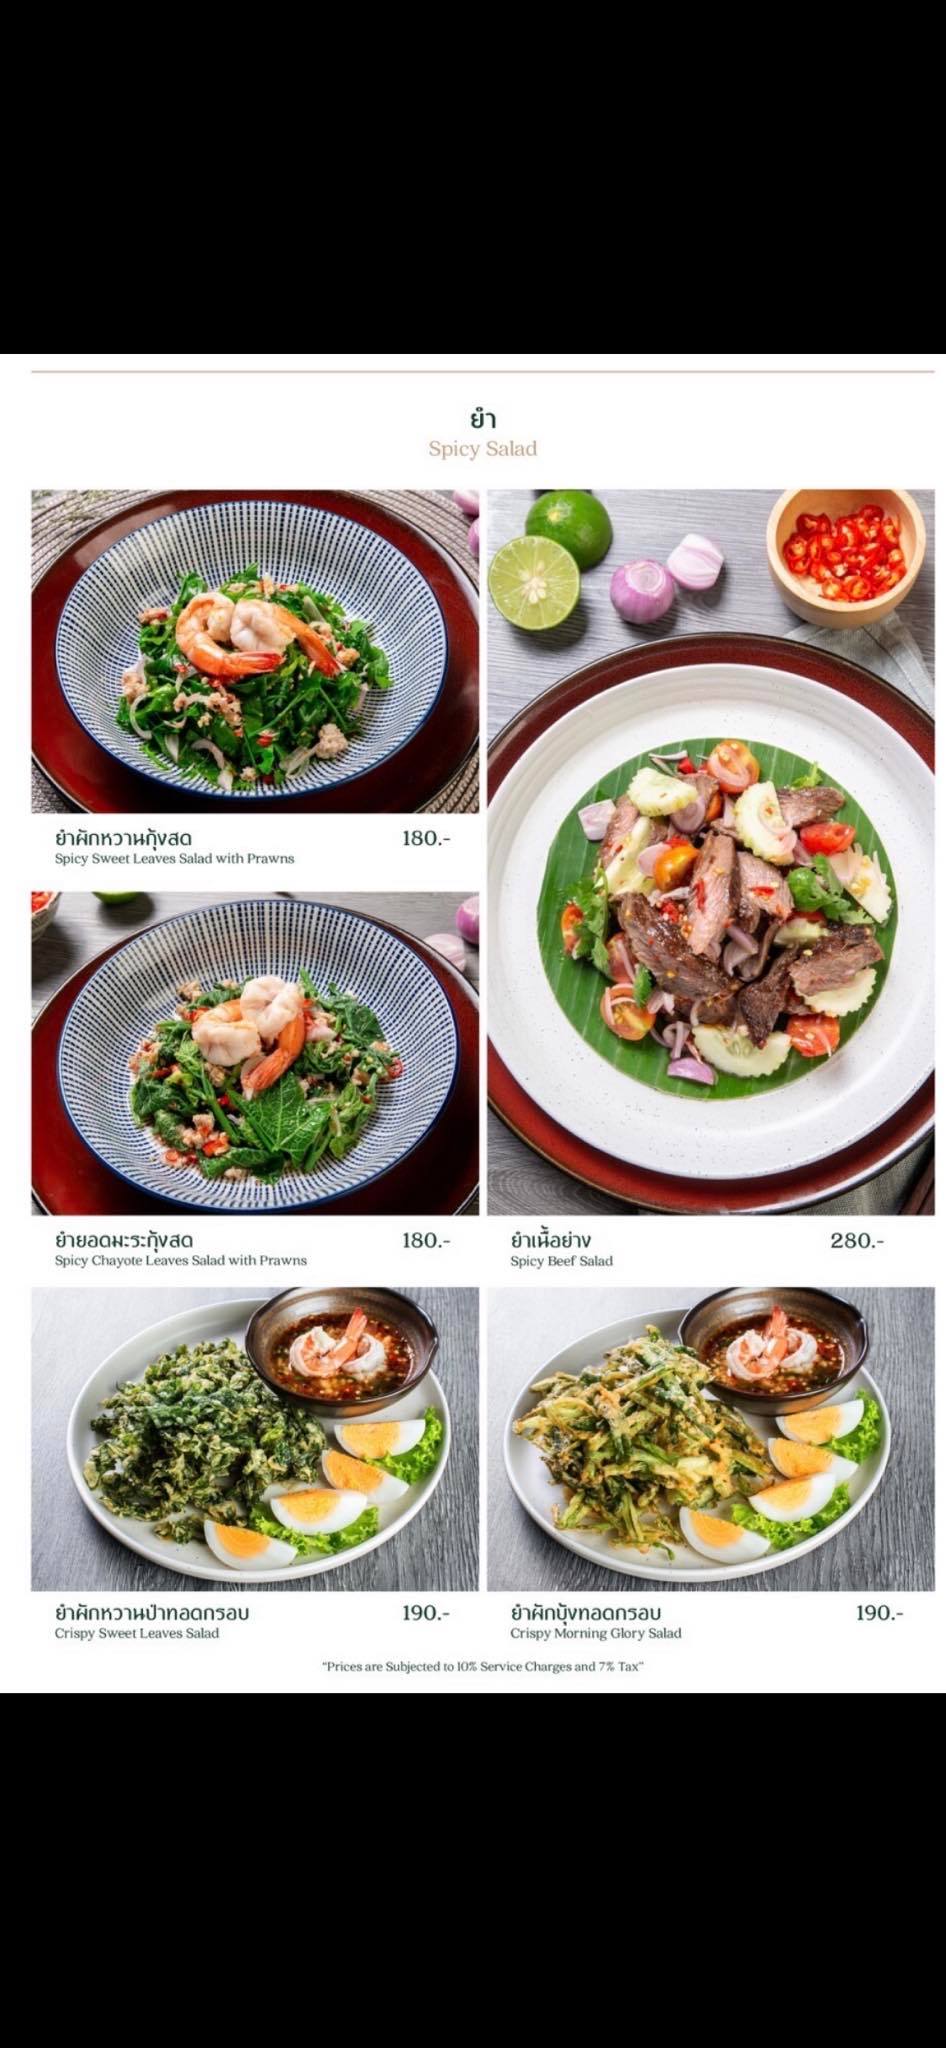 ยำ
Spicy Salad
ยำผักหวานกุ้งสด 180.-
Spicy Sweet Leaves Salad with Prawns
ยำยอดมะระกุ้งสด 180.-
Spicy Chayote Leaves Salad with Prawns
ยำเนื้อย่าง 280.-
Spicy Beef Salad
ยำผักหวานป่าทอดกรอบ 190.-
Crispy Sweet Leaves Salad
ยำผักบุ้งทอดกรอบ 190.-
Crispy Morning Glory Salad
"Prices are Subjected to 10% Service Charges and 7% Tax"